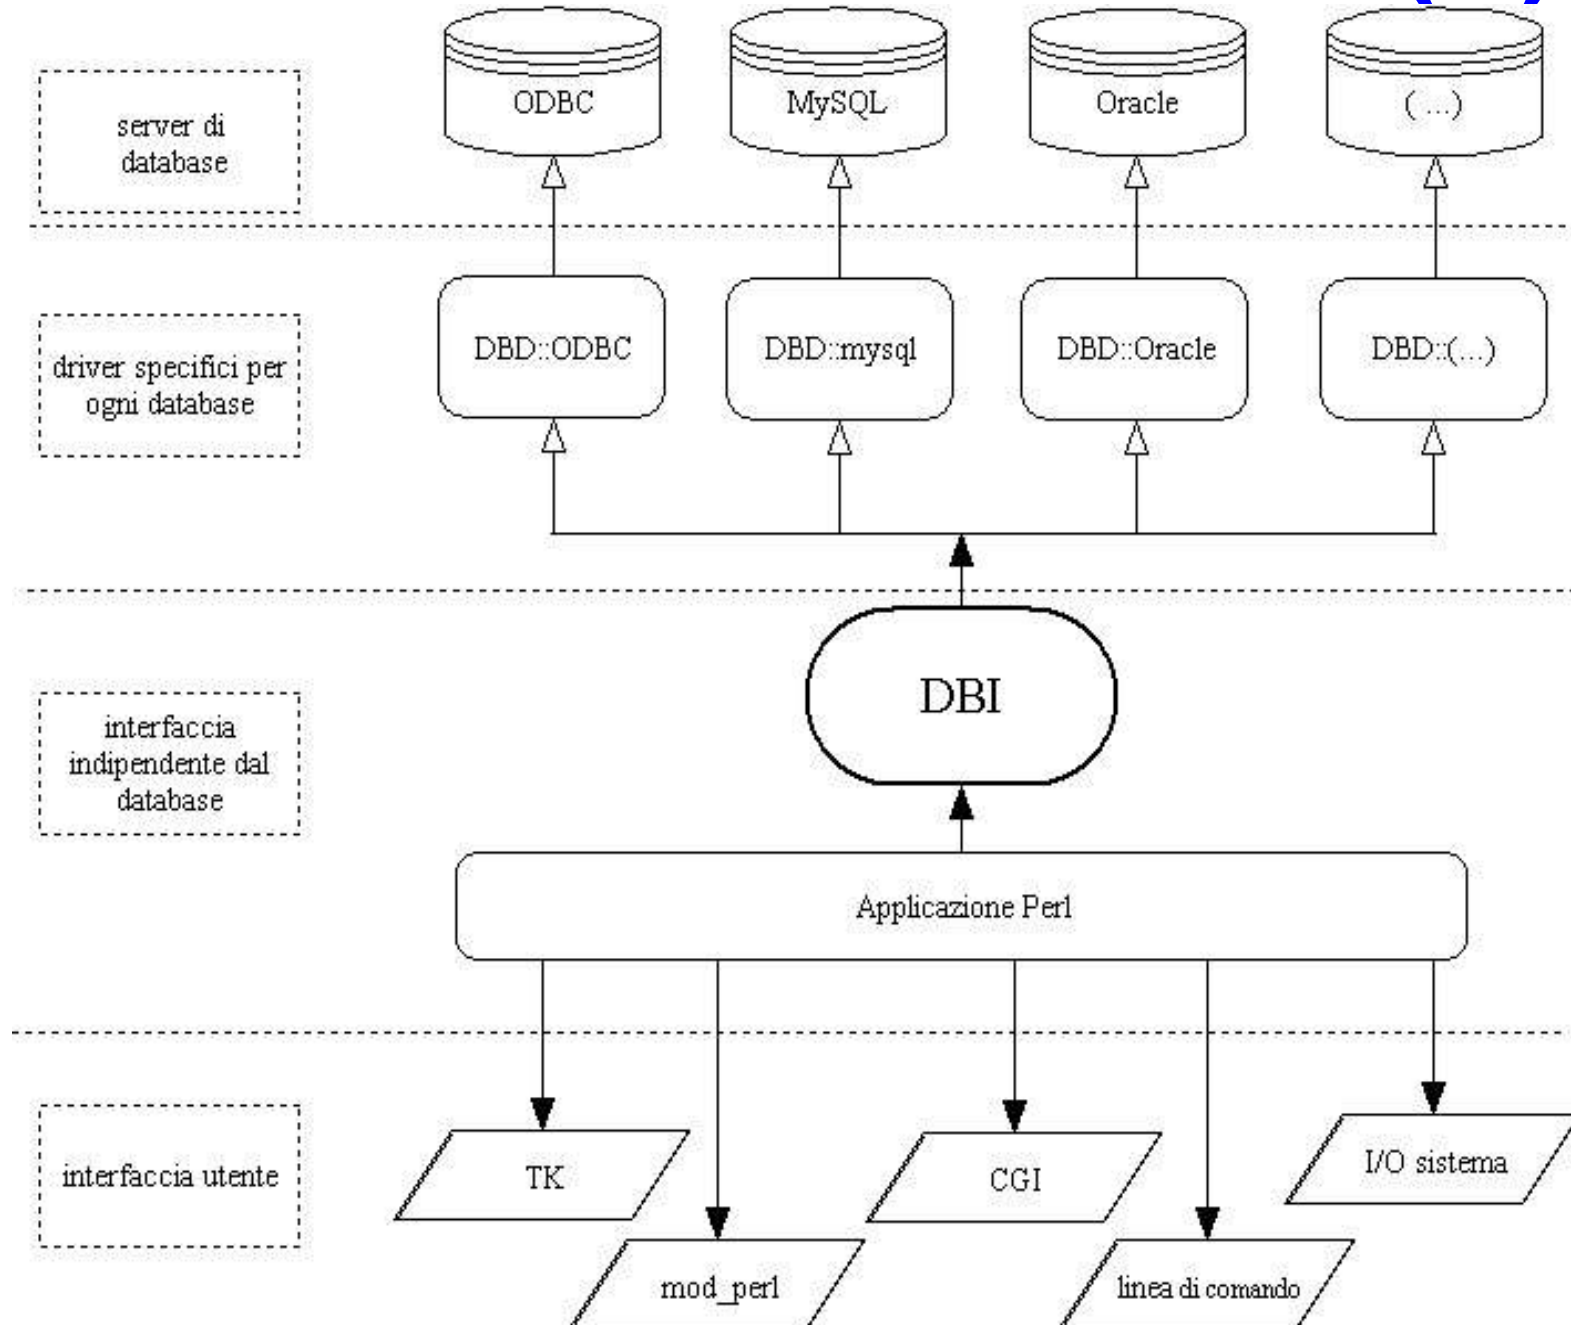 ODBC
MySQL
Oracle
( ...)
server di
database
DBD::ODBC
DBD::mysql
DBD::Oracle
DBD::(...)
driver specifici per
ogni database
DBI
interfaccia
indipendente dal
database
Applicazione Perl
interfaccia utente
TK
CGI
I/O sistema
mod_perl
linea di comando